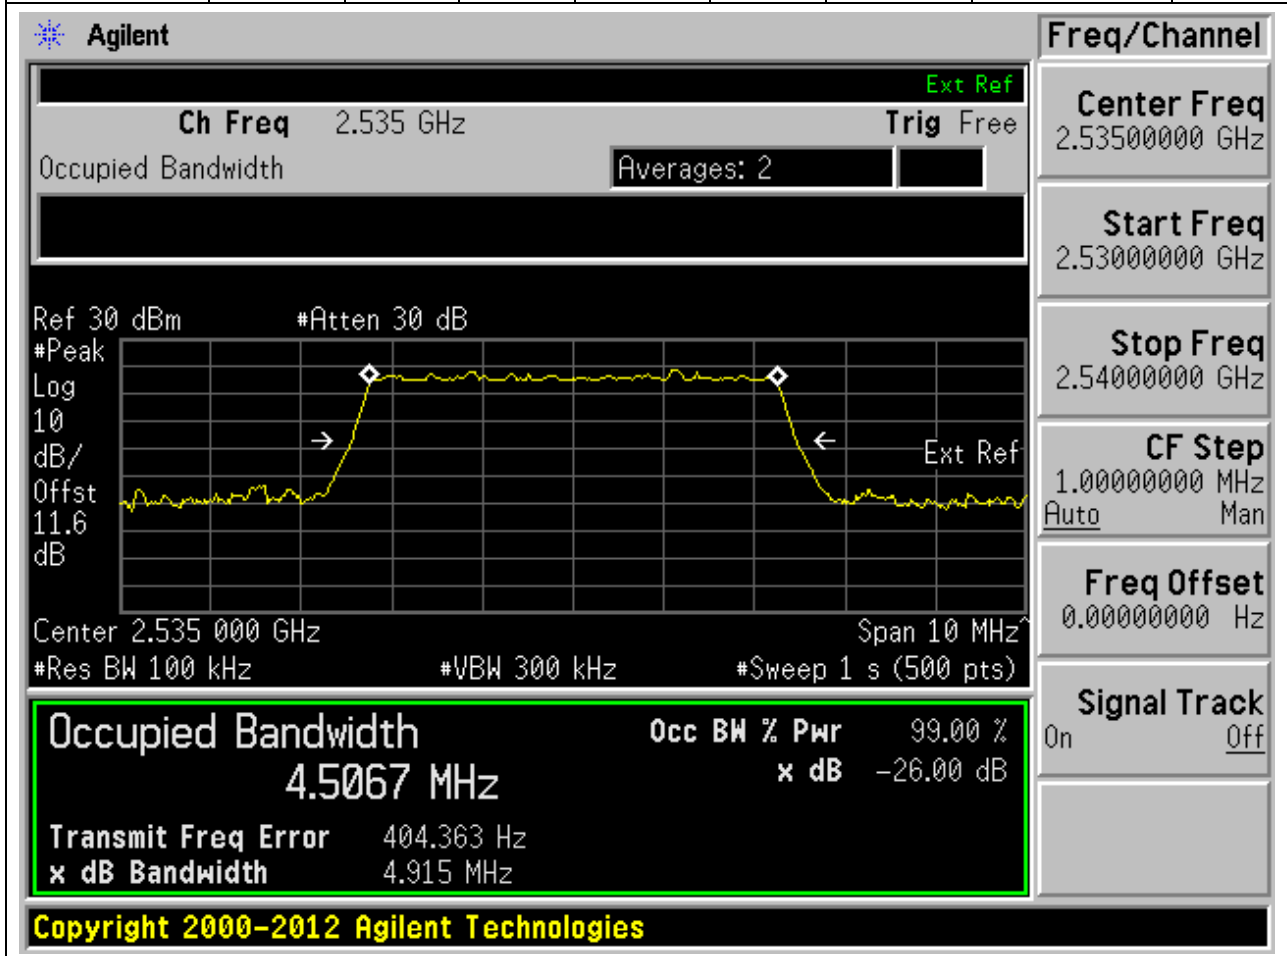 Agilent
Freq/Channel
Ext Ref
Ch Freq 2.535 GHz Trig Free
Occupied Bandwidth Averages: 2
Center Freq
2.53500000 GHz
Start Freq
2.53000000 GHz
Stop Freq
2.54000000 GHz
CF Step
1.00000000 MHz
Auto Man
Freq Offset
0.00000000 Hz
Signal Track
On Off
Ref 30 dBm #Atten 30 dB
#Peak
Log
10
dB/
Offst
11.6
dB
Ext Ref
Center 2.535 000 GHz Span 10 MHz^
#Res BW 100 kHz #VBW 300 kHz #Sweep 1 s (500 pts)
Occupied Bandwidth
4.5067 MHz
Occ BW % Pwr 99.00 %
x dB -26.00 dB
Transmit Freq Error 404.363 Hz
x dB Bandwidth 4.915 MHz
Copyright 2000-2012 Agilent Technologies